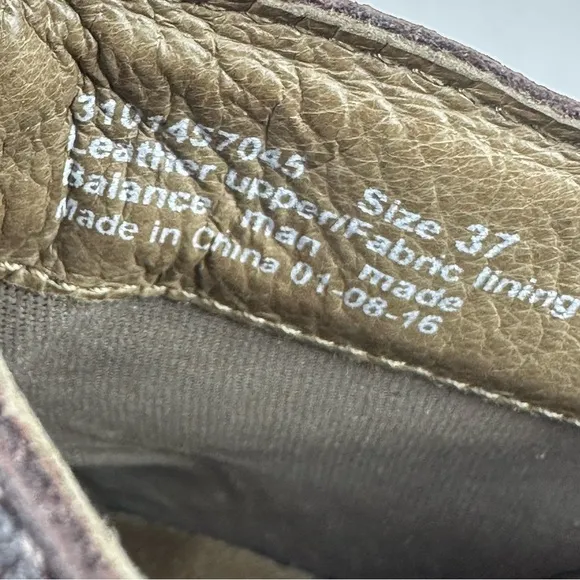 3101457045 Size 37
Leather upper/Fabric lining
Balance man made
Made in China 01-08-16